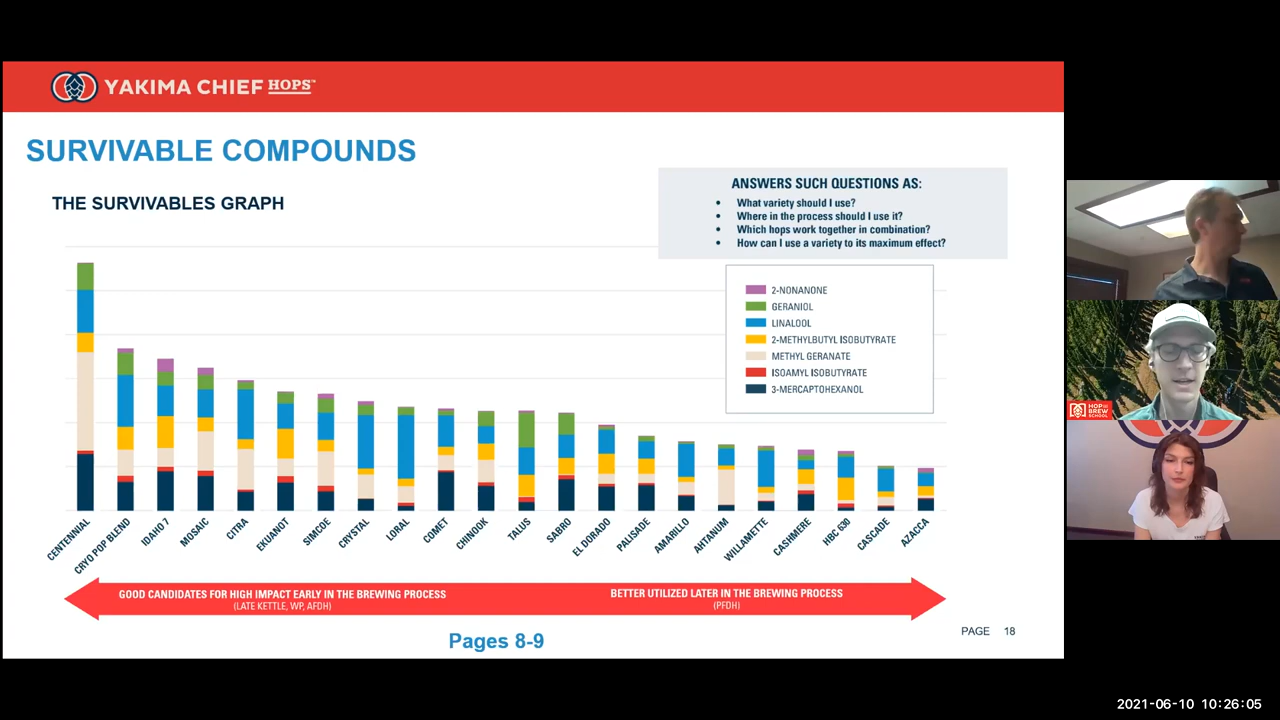 YAKIMA CHIEF HOPS™
SURVIVABLE COMPOUNDS
THE SURVIVABLES GRAPH
ANSWERS SUCH QUESTIONS AS:
• What variety should I use?
• Where in the process should I use it?
• Which hops work together in combination?
• How can I use a variety to its maximum effect?
2-NONANONE
GERANIOL
LINALOOL
2-METHYLBUTYL ISOBUTYRATE
METHYL GERANATE
ISOAMYL ISOBUTYRATE
3-MERCAPTOHEXANOL
CENTENNIAL
CRYO POP BLEND
IDAHO 7
MOSAIC
CITRA
EKUANOT
SIMCOE
CRYSTAL
LORAL
COMET
CHINOOK
TALUS
SABRO
EL DORADO
PALISADE
AMARILLO
AHTANUM
WILLAMETTE
CASHMERE
HBC 630
CASCADE
AZACCA
GOOD CANDIDATES FOR HIGH IMPACT EARLY IN THE BREWING PROCESS
(LATE KETTLE, WP, AFDH)
BETTER UTILIZED LATER IN THE BREWING PROCESS
(PFDH)
PAGE 18
Pages 8-9
HOP &
BREW
SCHOOL
2021-06-10 10:26:05